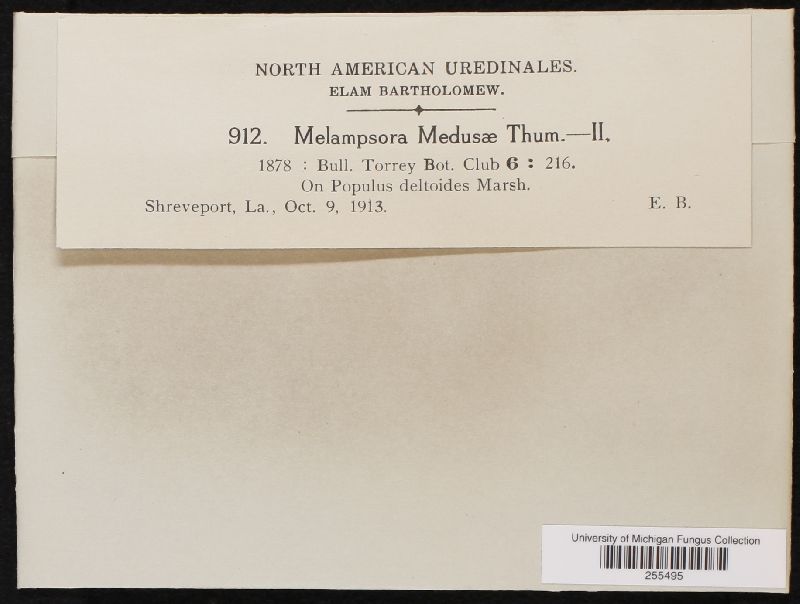 NORTH AMERICAN UREDINALES.
ELAM BARTHOLOMEW.
912. Melampsora Medusæ Thum.—II.
1878 : Bull. Torrey Bot. Club 6 : 216.
On Populus deltoides Marsh.
Shreveport, La., Oct. 9, 1913. E. B.
University of Michigan Fungus Collection
255495